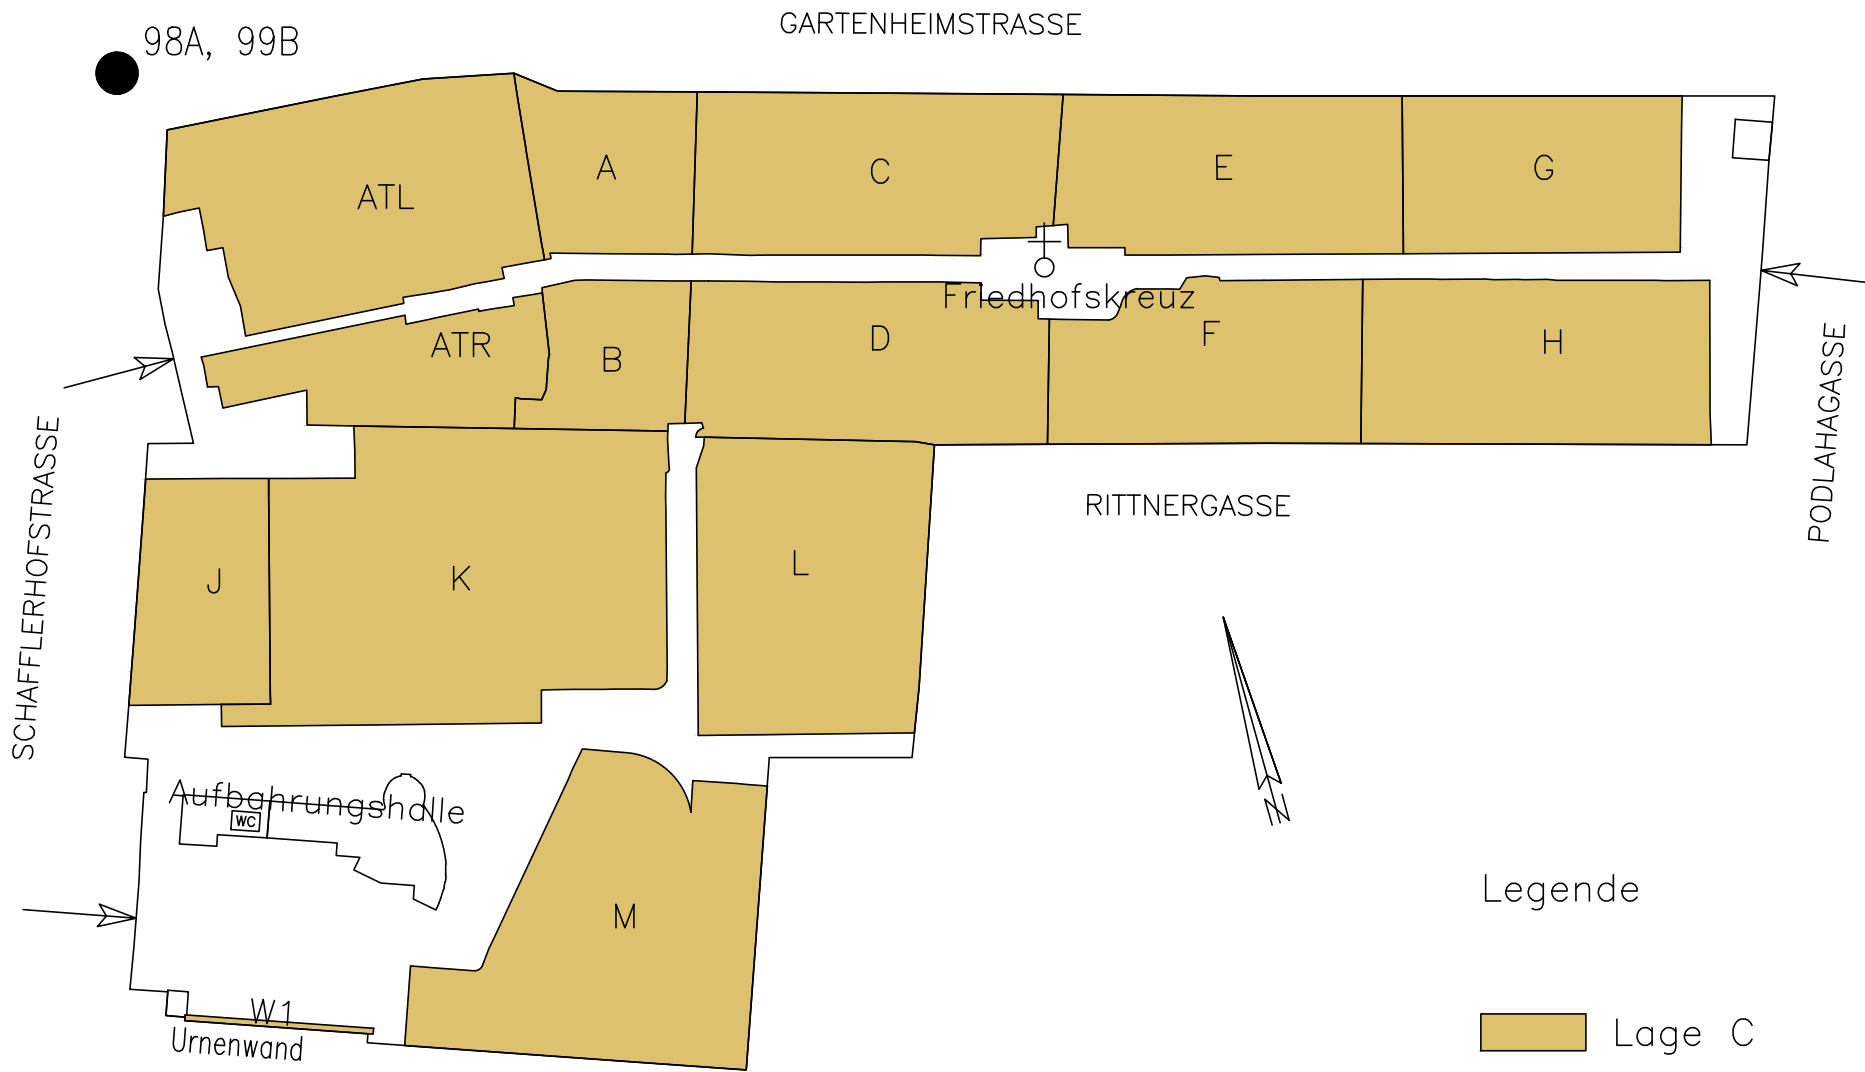 GARTENHEIMSTRASSE
98A, 99B
A
C
E
G
ATL
Friedhofskreuz
ATR
B
D
F
H
PODLAHAGASSE
SCHAFFLERHOFSTRASSE
RITTNERGASSE
J
K
L
Aufbahrungshalle
WC
N
M
Legende
W1
Urnenwand
Lage C